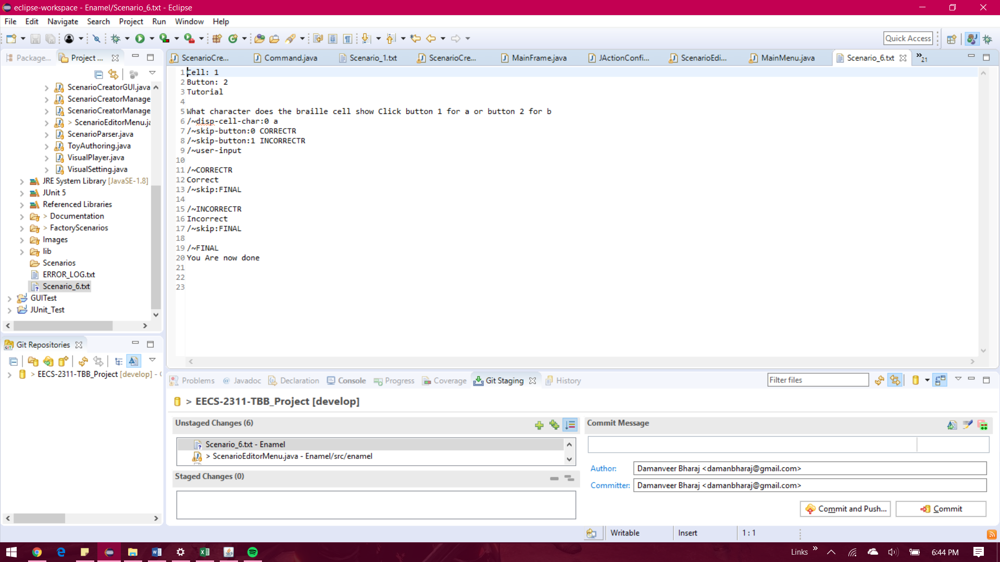 eclipse-workspace - Enamel/Scenario_6.txt - Eclipse
File Edit Navigate Search Project Run Window Help
Quick Access
Package... Project ...
ScenarioCre... Command.java Scenario_1.txt ScenarioCre... MainFrame.java JActionConfi... ScenarioEdi... MainMenu.java Scenario_6.txt »21
ScenarioCreatorGUI.java
ScenarioCreatorManage
ScenarioCreatorManage
> ScenarioEditorMenu.ja
ScenarioParser.java
ToyAuthoring.java
VisualPlayer.java
VisualSetting.java
JRE System Library [JavaSE-1.8]
JUnit 5
Referenced Libraries
> Documentation
> FactoryScenarios
Images
lib
Scenarios
ERROR_LOG.txt
Scenario_6.txt
GUITest
JUnit_Test
1 Cell: 1
2 Button: 2
3 Tutorial
4
5 What character does the braille cell show Click button 1 for a or button 2 for b
6 /~disp-cell-char:0 a
7 /~skip-button:0 CORRECTR
8 /~skip-button:1 INCORRECTR
9 /~user-input
10
11 /~CORRECTR
12 Correct
13 /~skip:FINAL
14
15 /~INCORRECTR
16 Incorrect
17 /~skip:FINAL
18
19 /~FINAL
20 You Are now done
21
22
23
Git Repositories
> EECS-2311-TBB_Project [develop] -
Problems Javadoc Declaration Console Progress Coverage Git Staging History
Filter files
> EECS-2311-TBB_Project [develop]
Unstaged Changes (6)
Scenario_6.txt - Enamel
> ScenarioEditorMenu.java - Enamel/src/enamel
Staged Changes (0)
Commit Message
Author: Damanveer Bharaj <damanbharaj@gmail.com>
Committer: Damanveer Bharaj <damanbharaj@gmail.com>
Commit and Push... Commit
Writable Insert 1 : 1
Links » 6:44 PM